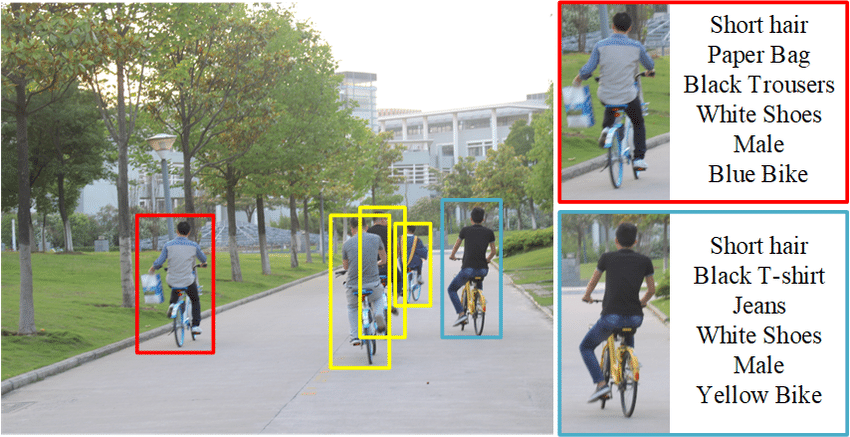 Short hair
Paper Bag
Black Trousers
White Shoes
Male
Blue Bike
Short hair
Black T-shirt
Jeans
White Shoes
Male
Yellow Bike